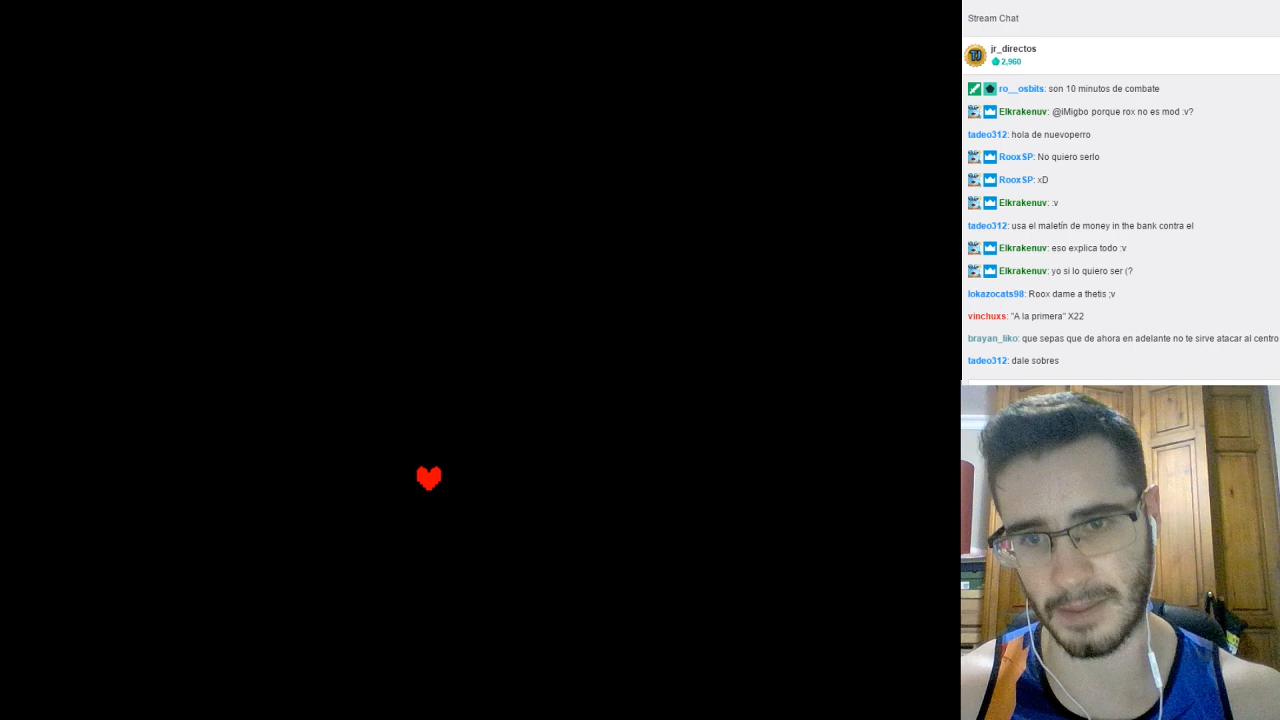 Stream Chat
jr_directos
2,960
ro__osbits: son 10 minutos de combate
Elkrakenuv: @iMigbo porque rox no es mod :v?
tadeo312: hola de nuevoperro
RooxSP: No quiero serlo
RooxSP: xD
Elkrakenuv: :v
tadeo312: usa el maletín de money in the bank contra el
Elkrakenuv: eso explica todo :v
Elkrakenuv: yo si lo quiero ser (?
lokazocats98: Roox dame a thetis ;v
vinchuxs: "A la primera" X22
brayan_liko: que sepas que de ahora en adelante no te sirve atacar al centro
tadeo312: dale sobres